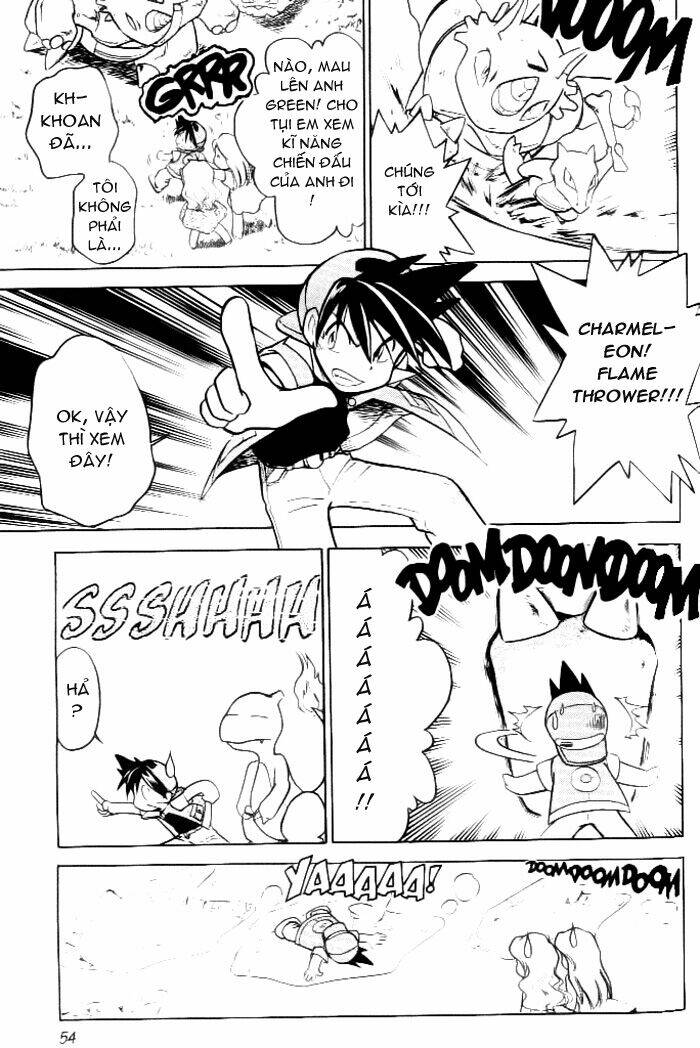 VOOOM
CHÚNG
TỚI
KÌA!!!
NÀO, MAU
LÊN ANH
GREEN! CHO
TỤI EM XEM
KĨ NĂNG
CHIẾN ĐẤU
CỦA ANH ĐI
!
GRRR
KH-
KHOAN
ĐÃ...
TÔI
KHÔNG
PHẢI
LÀ...
CHARMEL-
EON!
FLAME
THROWER!!!
OK, VẬY
THÌ XEM
ĐÂY!
DOOMDOOMDOOM
Á
Á
Á
Á
Á
Á
Á
Á
!!
SSSHHHH
HẢ
?
YAAAAA!
DOOMDOOMDOOM
54